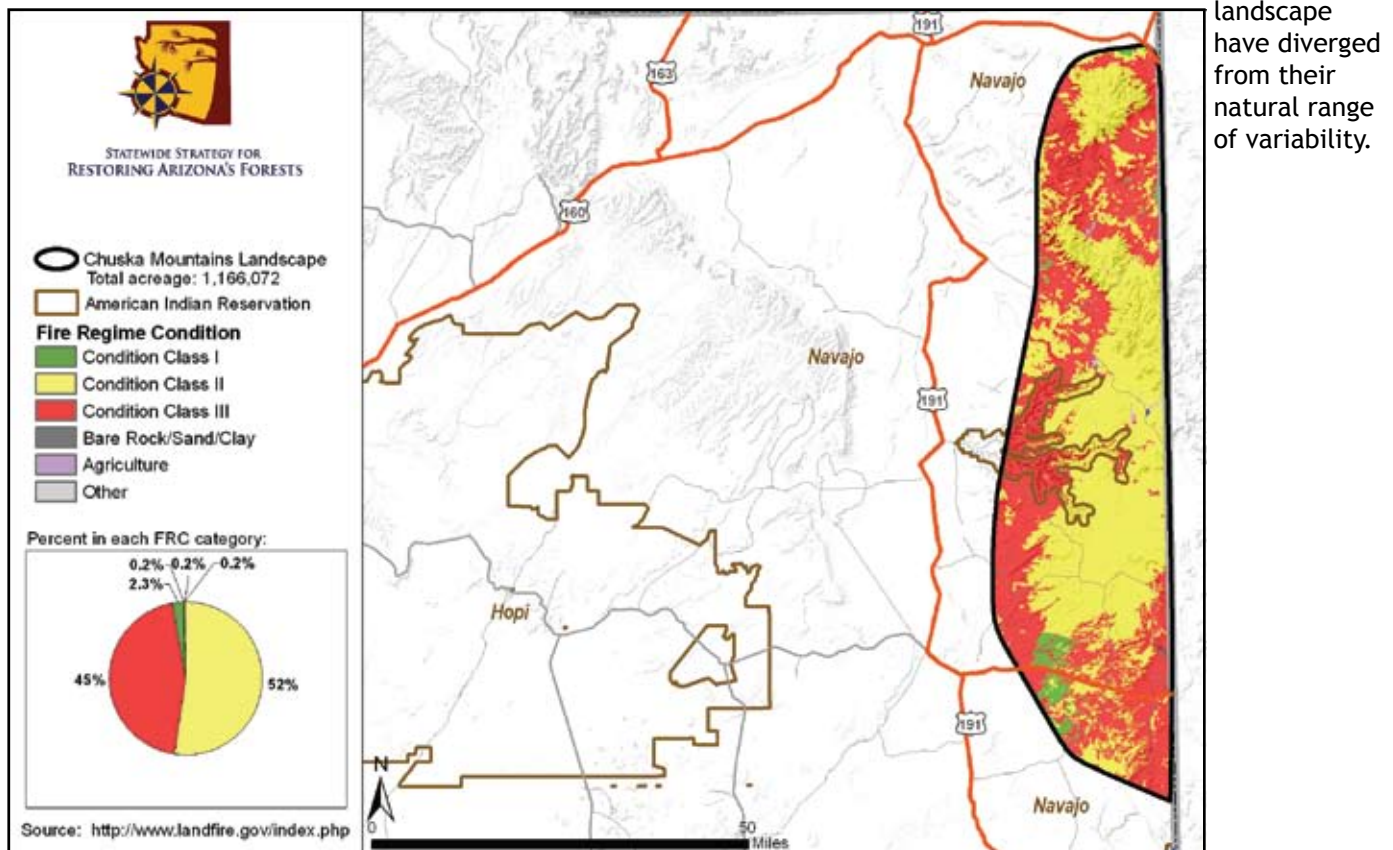 STATEWIDE STRATEGY FOR
RESTORING ARIZONA'S FORESTS
Chuska Mountains Landscape
Total acreage: 1,166,072
American Indian Reservation
Fire Regime Condition
Condition Class I
Condition Class II
Condition Class III
Bare Rock/Sand/Clay
Agriculture
Other
Percent in each FRC category:
0.2% 0.2% 0.2%
2.3%
45%
52%
Source: http://www.landfire.gov/index.php
191
163
Navajo
160
Navajo
191
Hopi
191
Navajo
N
0 50
Miles
landscape
have diverged
from their
natural range
of variability.